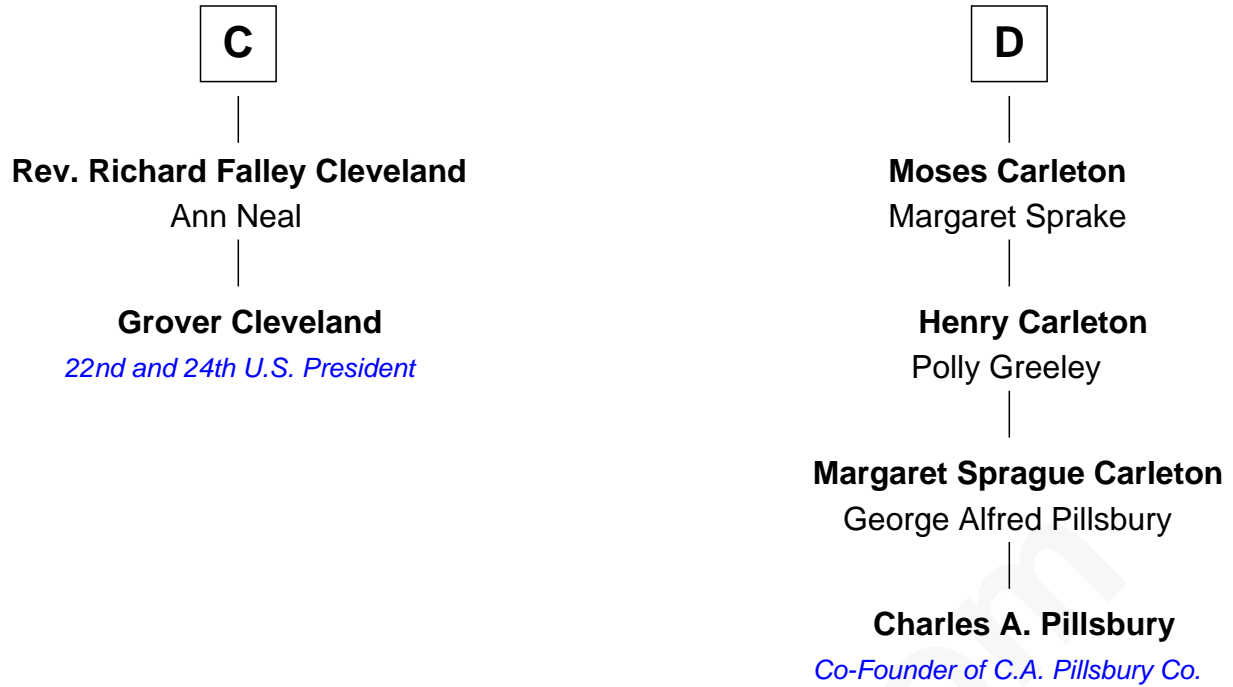 C
Rev. Richard Falley Cleveland
Ann Neal
Grover Cleveland
22nd and 24th U.S. President
D
Moses Carleton
Margaret Sprake
Henry Carleton
Polly Greeley
Margaret Sprague Carleton
George Alfred Pillsbury
Charles A. Pillsbury
Co-Founder of C.A. Pillsbury Co.